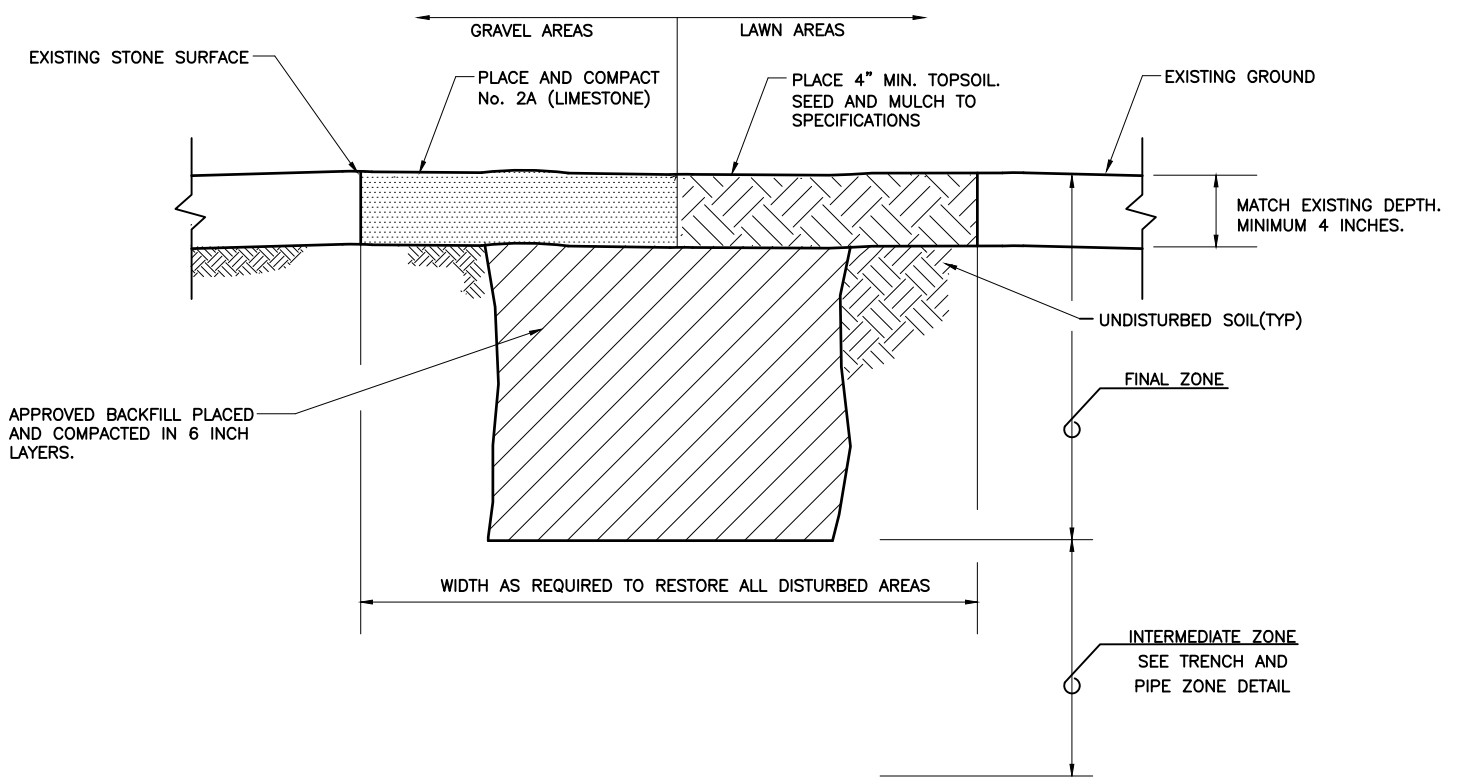 GRAVEL AREAS
LAWN AREAS
EXISTING STONE SURFACE
PLACE AND COMPACT
No. 2A (LIMESTONE)
PLACE 4" MIN. TOPSOIL.
SEED AND MULCH TO
SPECIFICATIONS
EXISTING GROUND
MATCH EXISTING DEPTH.
MINIMUM 4 INCHES.
UNDISTURBED SOIL(TYP)
FINAL ZONE
APPROVED BACKFILL PLACED
AND COMPACTED IN 6 INCH
LAYERS.
WIDTH AS REQUIRED TO RESTORE ALL DISTURBED AREAS
INTERMEDIATE ZONE
SEE TRENCH AND
PIPE ZONE DETAIL